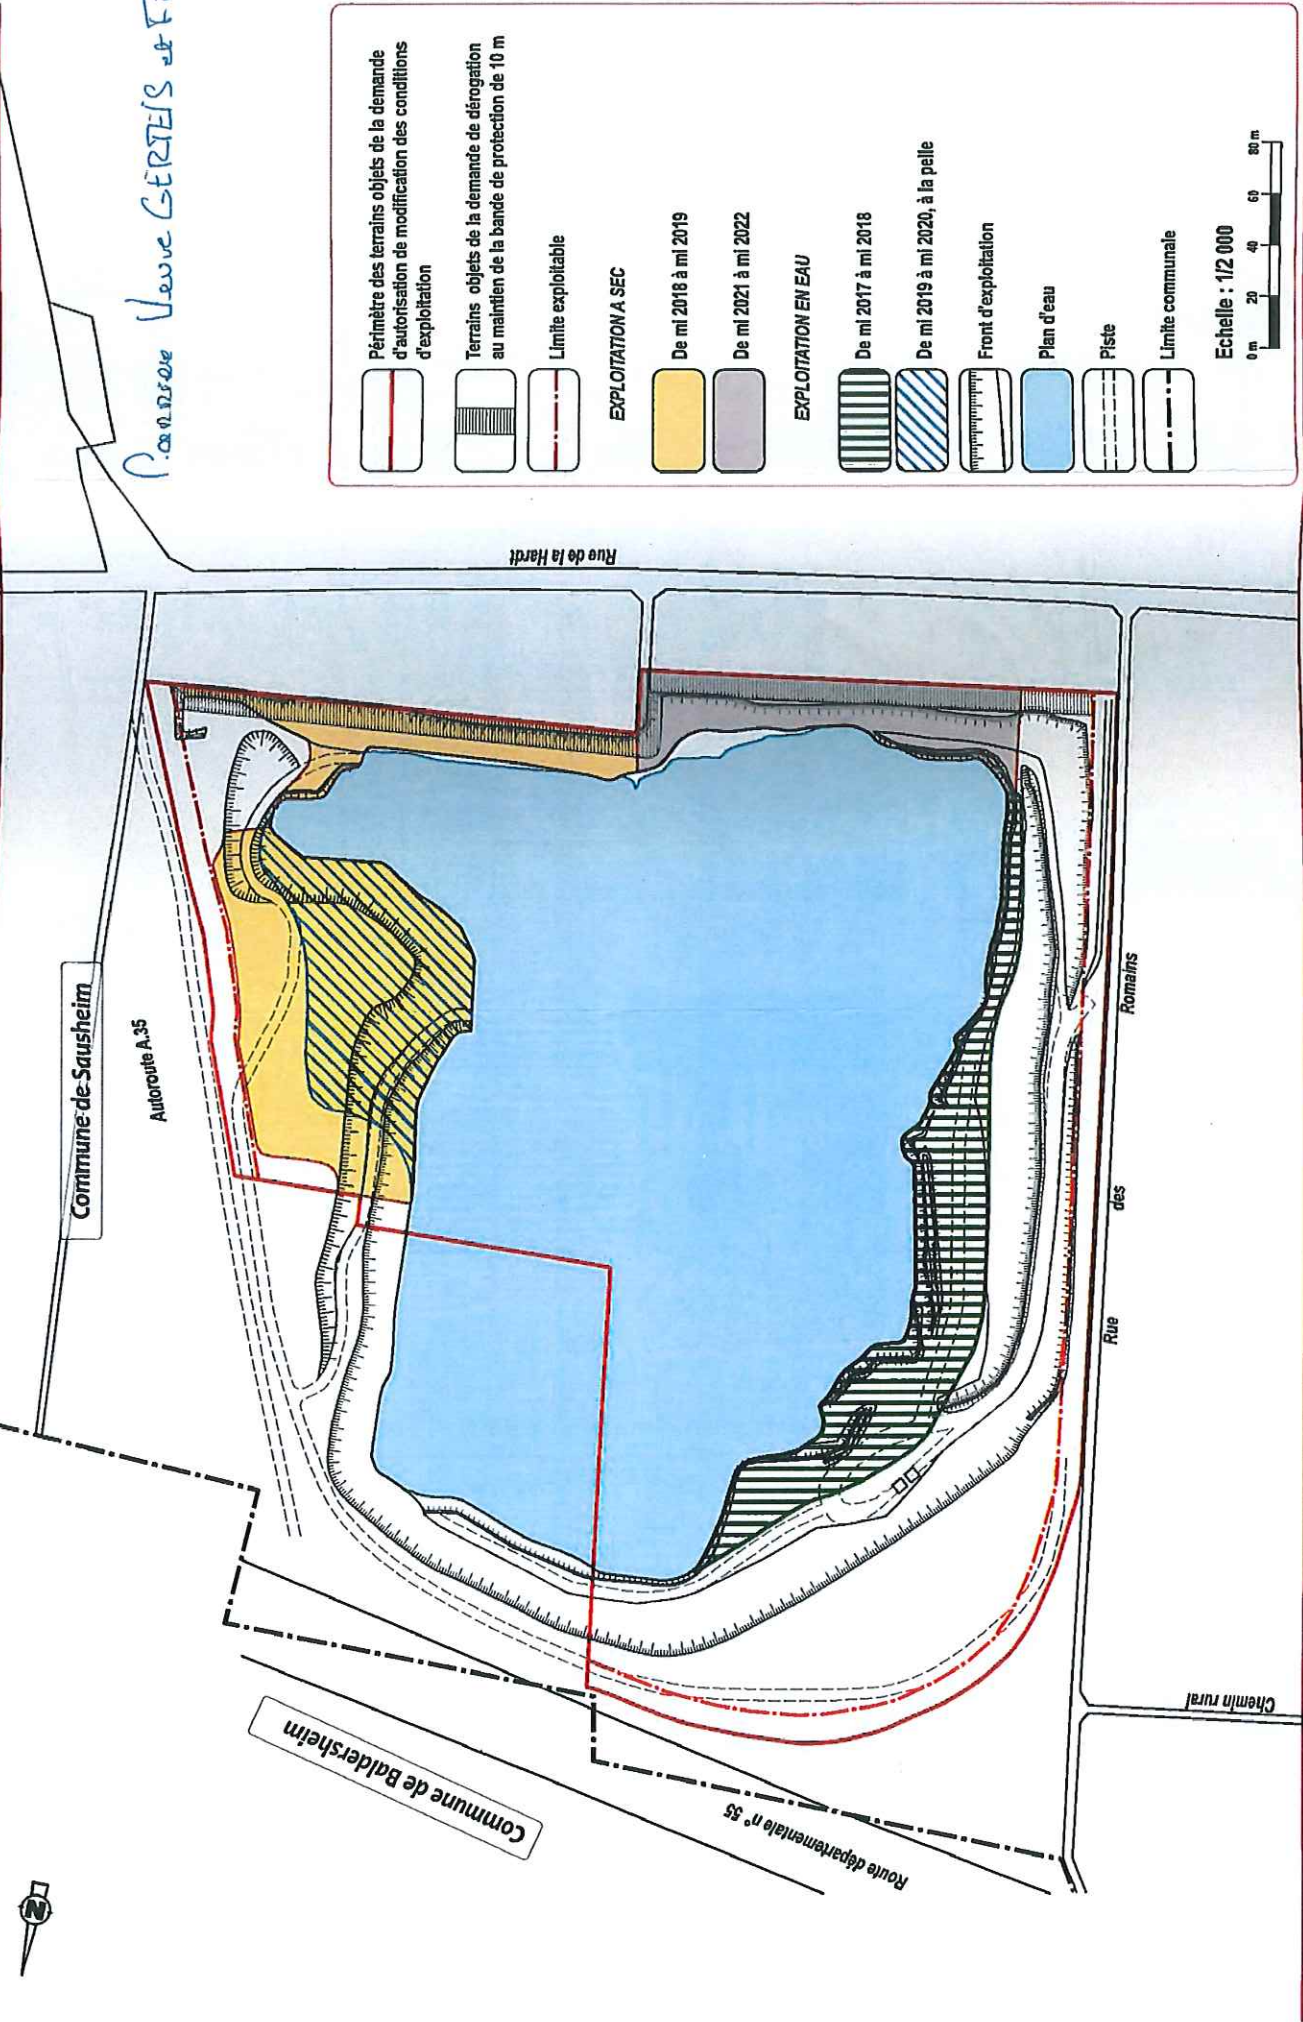 Veuve GERTEIS et
Périmètre des terrains objets de la demande
d'autorisation de modification des conditions
d'exploitation
Terrains objets de la demande de dérogation
au maintien de la bande de protection de 10 m
Limite exploitable
EXPLOITATION A SEC
De mi 2018 à mi 2019
De mi 2021 à mi 2022
EXPLOITATION EN EAU
De mi 2017 à mi 2018
De mi 2019 à mi 2020, à la pelle
Front d'exploitation
Plan d'eau
Piste
Limite communale
Echelle : 1/2 000
0 m 20 40 60 80 m
Rue de la Hardt
Commune de Sausheim
Autoroute A.35
Rue des Romains
Commune de Baldersheim
Route départementale n° 55
Chemin rural
N